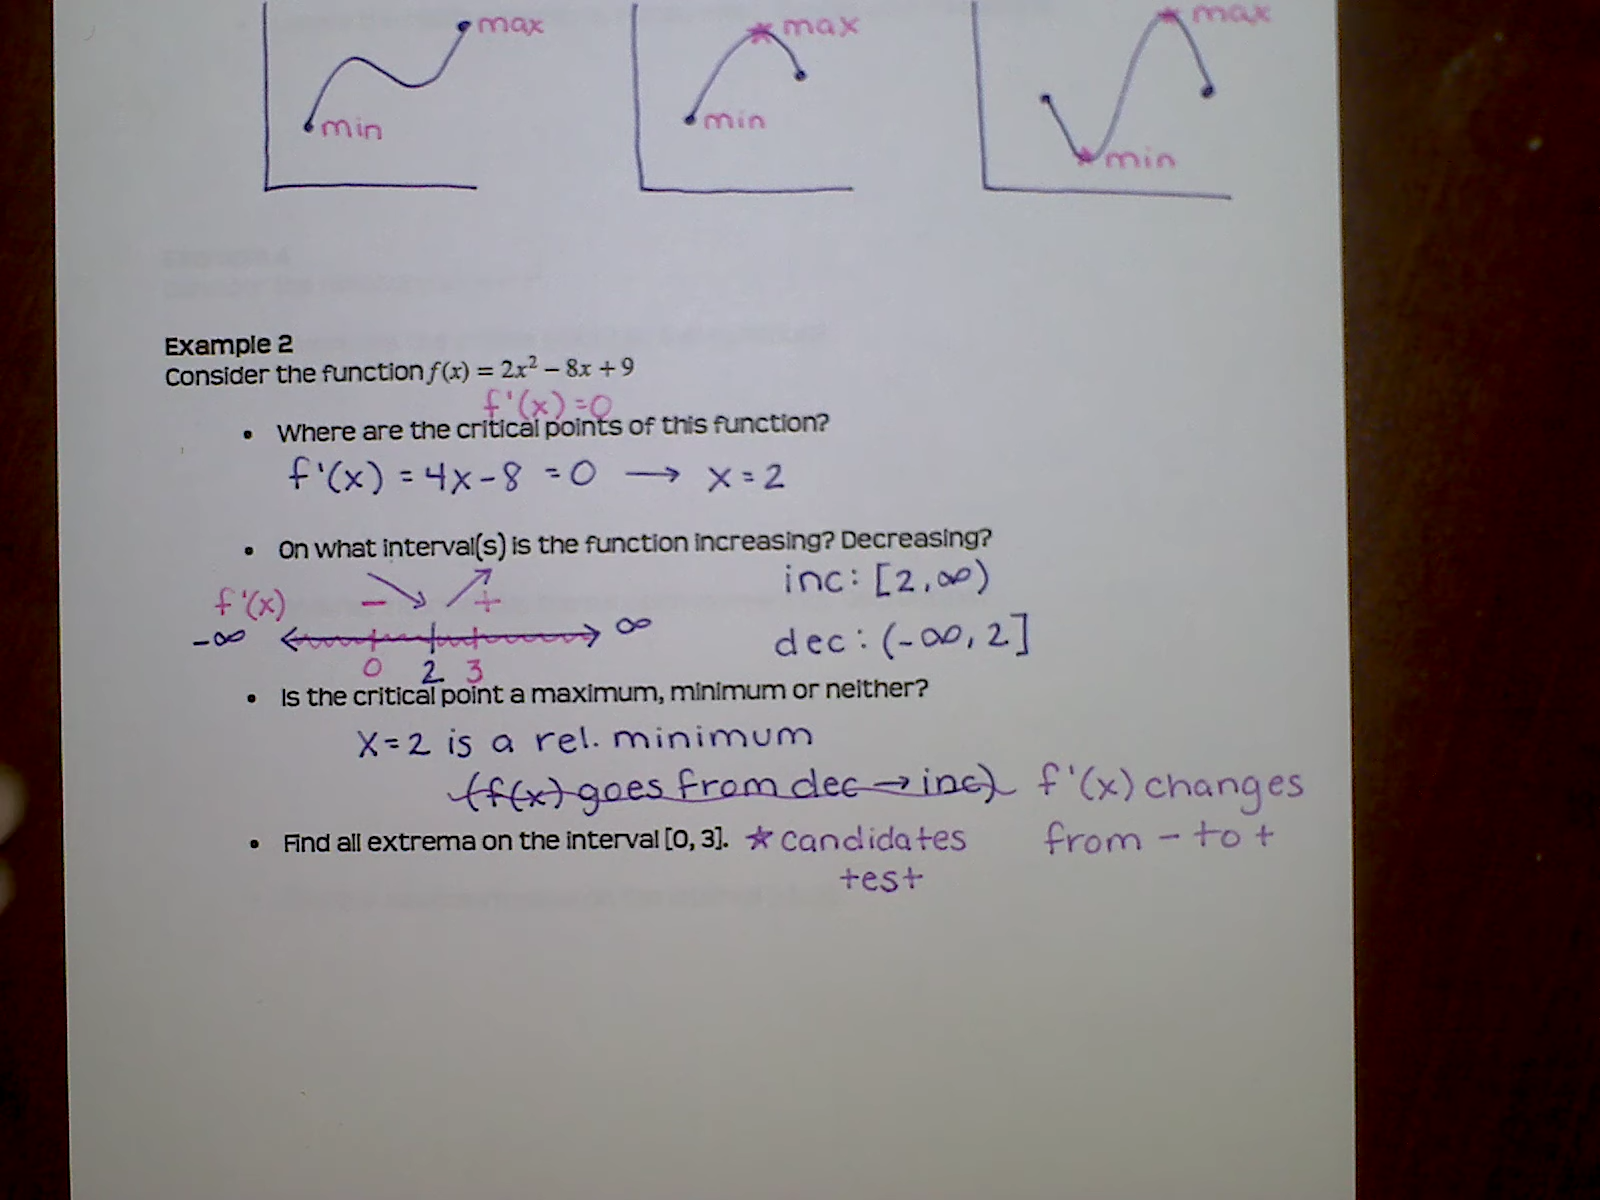 max max max
min min min
Example 2
Consider the function f(x) = 2x² – 8x + 9
f'(x) = 0
• Where are the critical points of this function?
f'(x) = 4x - 8 = 0 → x = 2
• On what interval(s) is the function increasing? Decreasing?
inc: [2, ∞)
f'(x) - +
-∞ ∞
dec: (-∞, 2]
0 2 3
• Is the critical point a maximum, minimum or neither?
x = 2 is a rel. minimum
(f(x) goes from dec → inc) f'(x) changes
from - to +
• Find all extrema on the interval [0, 3]. ★ candidates
test